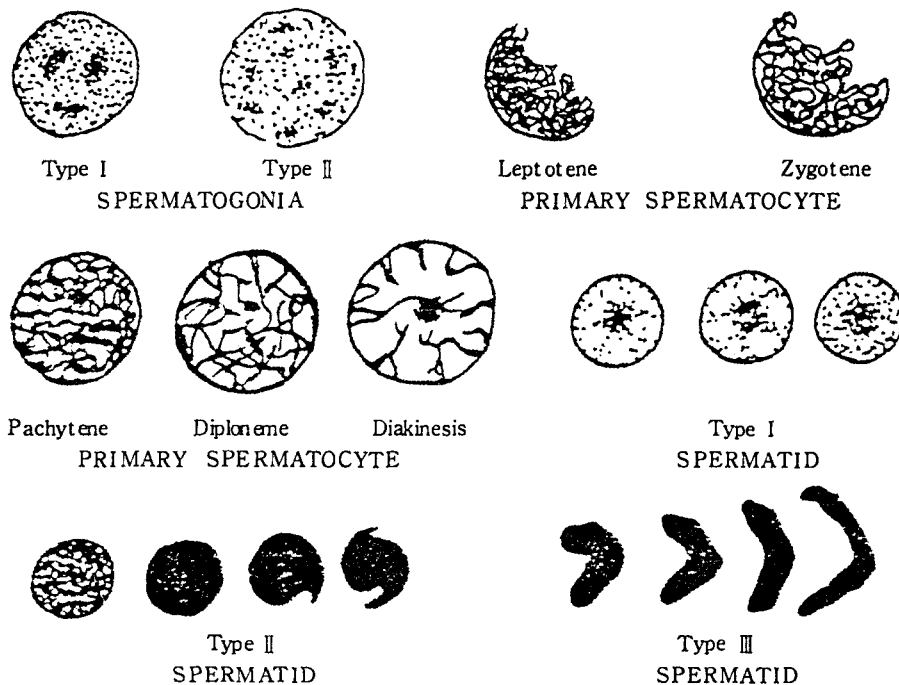 Type I Type Ⅱ Leptotene Zygotene
SPERMATOGONIA PRIMARY SPERMATOCYTE
Pachytene Diploneme Diakinesis Type I
PRIMARY SPERMATOCYTE SPERMATID
Type Ⅱ Type Ⅲ
SPERMATID SPERMATID